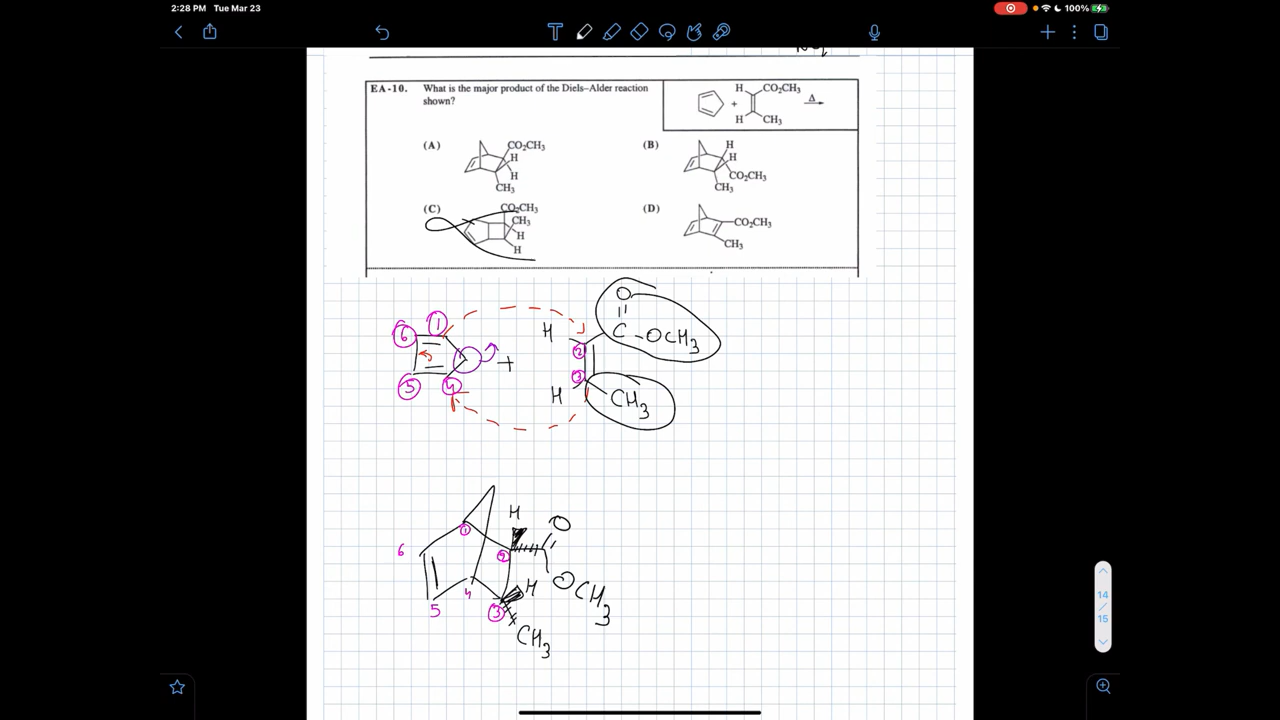 2:28 PM Tue Mar 23
100%
T
EA-10. What is the major product of the Diels–Alder reaction shown?
H CO₂CH₃
+
Δ
H CH₃
(A)
CO₂CH₃
H
H
CH₃
(B)
H
H
CO₂CH₃
CH₃
(C)
CO₂CH₃
CH₃
H
H
(D)
CO₂CH₃
CH₃
O
6 1
H C - OCH₃
2
+
3
5 4
H CH₃
H O
1
6 2
OCH₃
4 H
5 3
CH₃
14
/
15